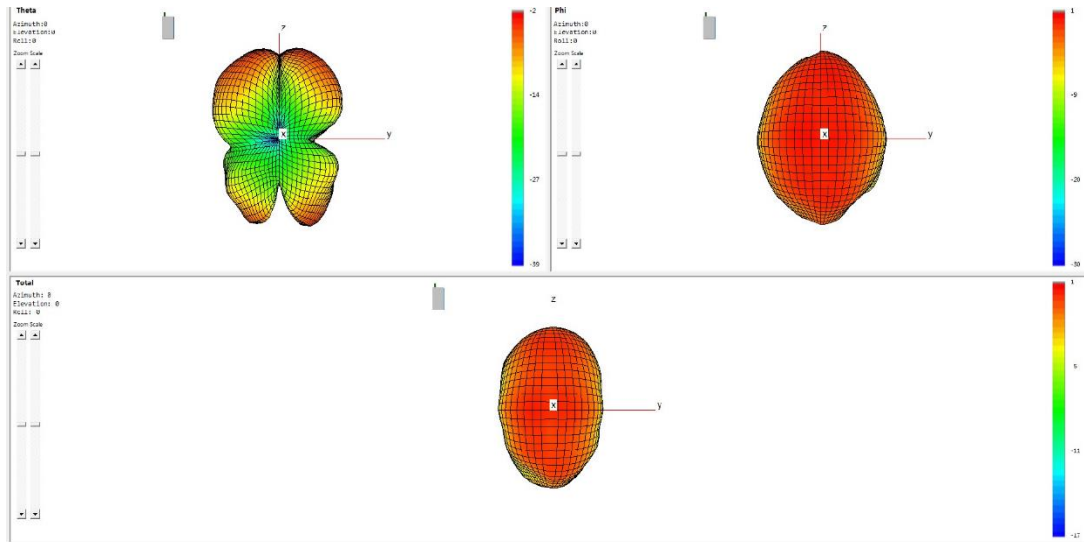 Theta
Azimuth:0
Elevation:0
Roll:0
Zoom Scale
z
x
y
-2
-14
-27
-39
Phi
Azimuth:0
Elevation:0
Roll:0
Zoom Scale
z
x
y
1
-9
-20
-30
Total
Azimuth: 0
Elevation: 0
Roll: 0
Zoom Scale
z
x
y
1
5
-11
-17